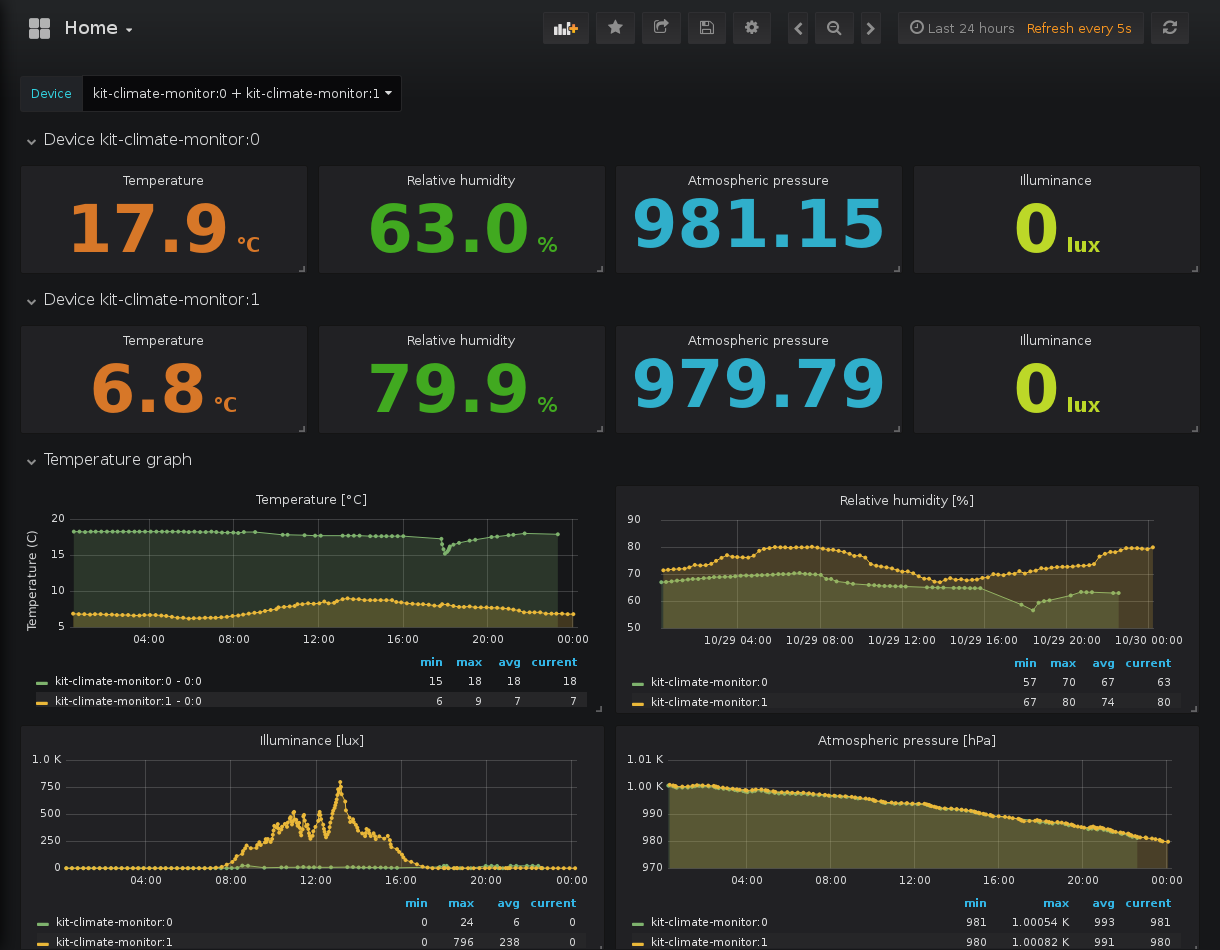 Home
Last 24 hours Refresh every 5s
Device kit-climate-monitor:0 + kit-climate-monitor:1
Device kit-climate-monitor:0
Temperature Relative humidity Atmospheric pressure Illuminance
17.9 °C 63.0 % 981.15 0 lux
Device kit-climate-monitor:1
Temperature Relative humidity Atmospheric pressure Illuminance
6.8 °C 79.9 % 979.79 0 lux
Temperature graph
Temperature [°C]
Temperature (C)
20
15
10
5
04:00 08:00 12:00 16:00 20:00 00:00
min max avg current
kit-climate-monitor:0 - 0:0 15 18 18 18
kit-climate-monitor:1 - 0:0 6 9 7 7
Relative humidity [%]
90
80
70
60
50
10/29 04:00 10/29 08:00 10/29 12:00 10/29 16:00 10/29 20:00 10/30 00:00
min max avg current
kit-climate-monitor:0 57 70 67 63
kit-climate-monitor:1 67 80 74 80
Illuminance [lux]
1.0 K
750
500
250
0
04:00 08:00 12:00 16:00 20:00 00:00
min max avg current
kit-climate-monitor:0 0 24 6 0
kit-climate-monitor:1 0 796 238 0
Atmospheric pressure [hPa]
1.01 K
1.00 K
990
980
970
04:00 08:00 12:00 16:00 20:00 00:00
min max avg current
kit-climate-monitor:0 981 1.00054 K 993 981
kit-climate-monitor:1 980 1.00082 K 991 980